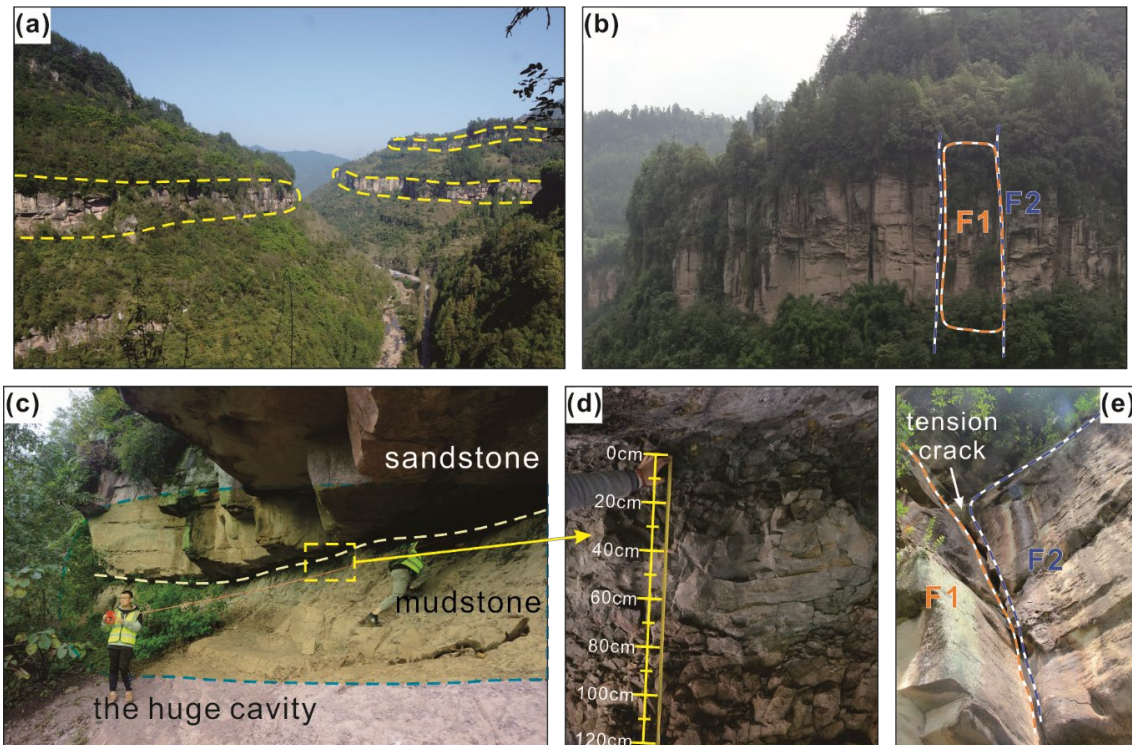 (a)
(b)
F1
F2
(c)
sandstone
mudstone
the huge cavity
(d)
0cm
20cm
40cm
60cm
80cm
100cm
120cm
(e)
tension
crack
F1
F2